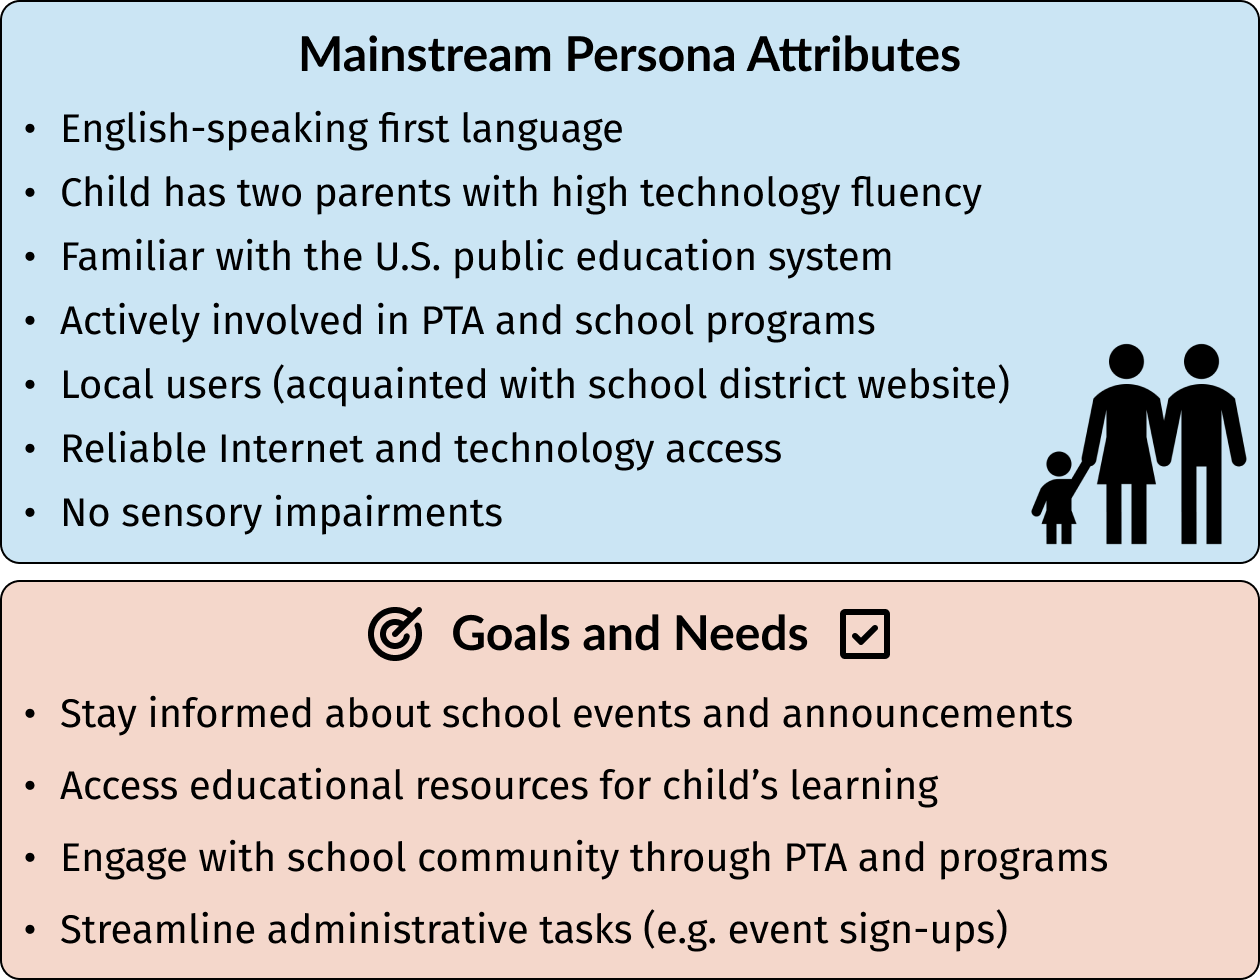 Mainstream Persona Attributes
• English-speaking first language
• Child has two parents with high technology fluency
• Familiar with the U.S. public education system
• Actively involved in PTA and school programs
• Local users (acquainted with school district website)
• Reliable Internet and technology access
• No sensory impairments
Goals and Needs
• Stay informed about school events and announcements
• Access educational resources for child’s learning
• Engage with school community through PTA and programs
• Streamline administrative tasks (e.g. event sign-ups)